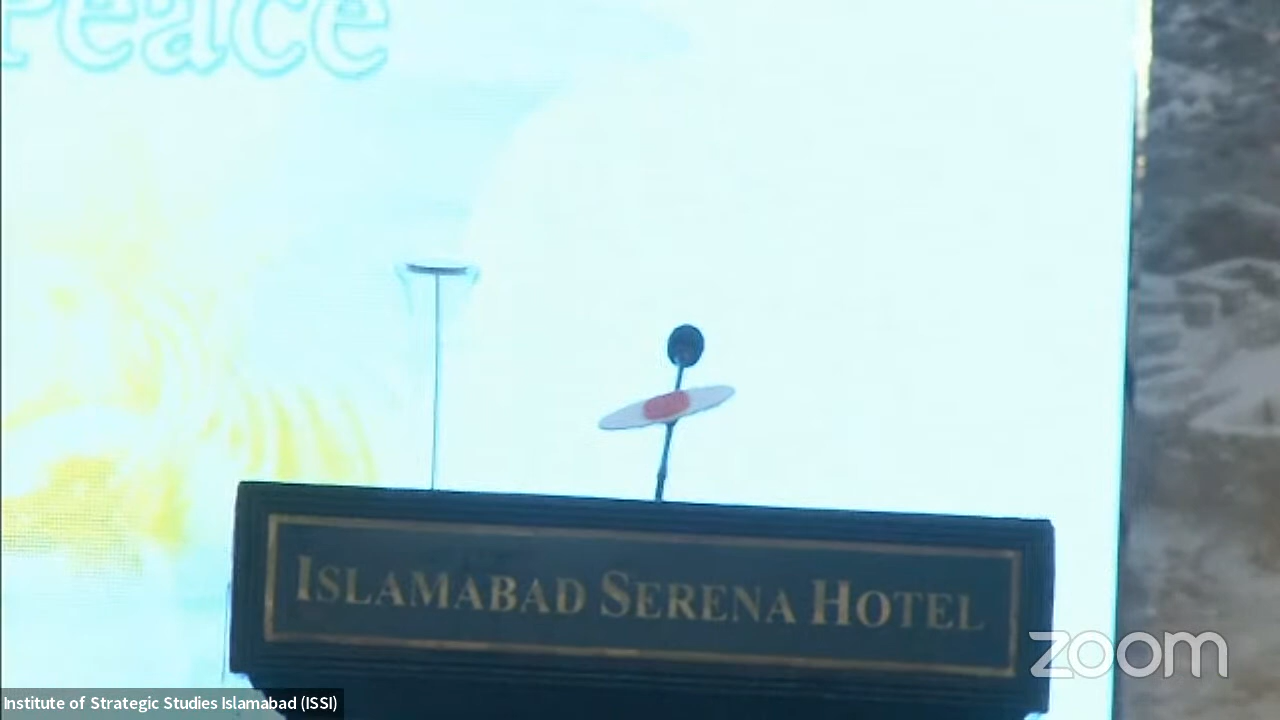 Peace
ISLAMABAD SERENA HOTEL
zoom
Institute of Strategic Studies Islamabad (ISSI)